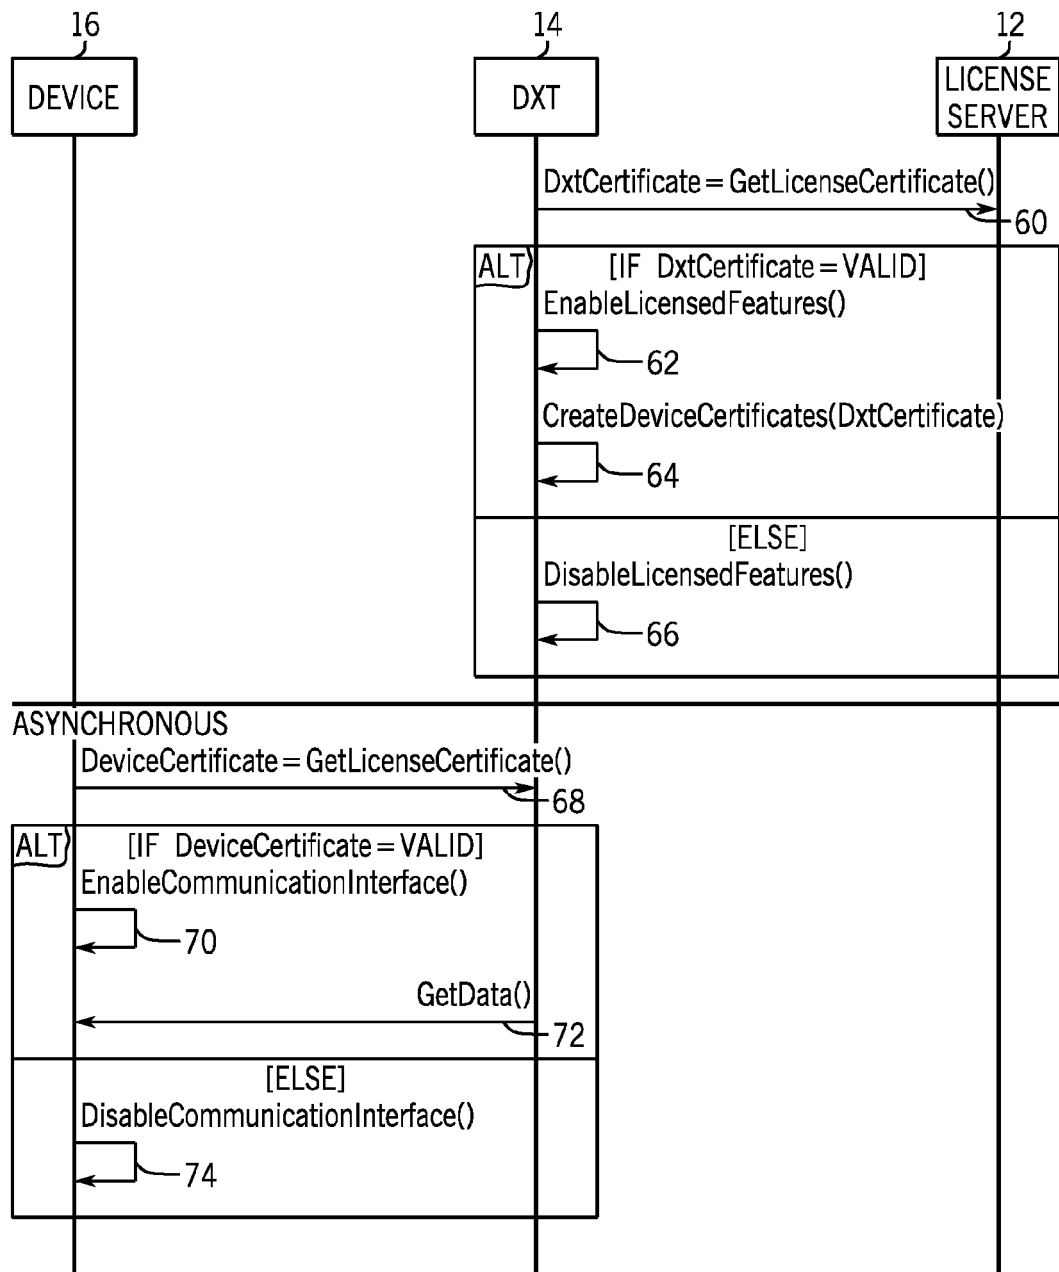 16
14
12
DEVICE
DXT
LICENSE
SERVER
DxtCertificate = GetLicenseCertificate()
60
ALT
[IF DxtCertificate = VALID]
EnableLicensedFeatures()
62
CreateDeviceCertificates(DxtCertificate)
64
[ELSE]
DisableLicensedFeatures()
66
ASYNCHRONOUS
DeviceCertificate = GetLicenseCertificate()
68
ALT
[IF DeviceCertificate = VALID]
EnableCommunicationInterface()
70
GetData()
72
[ELSE]
DisableCommunicationInterface()
74